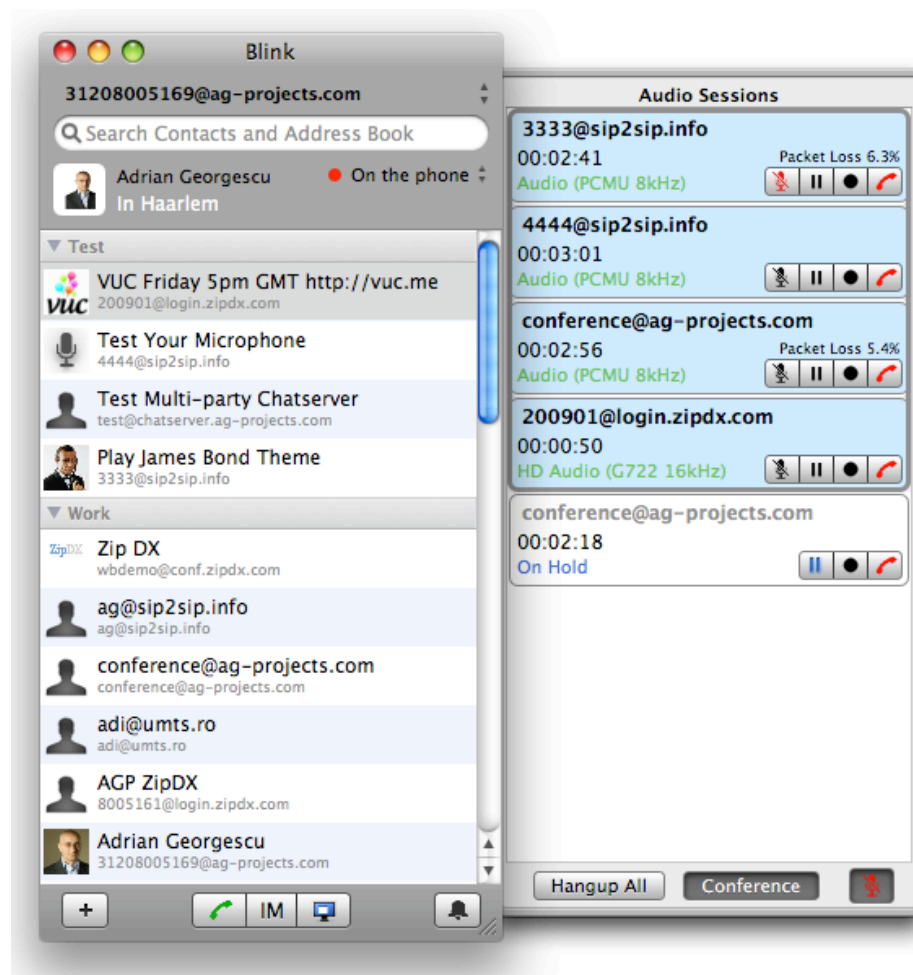 Blink
31208005169@ag-projects.com
Search Contacts and Address Book
Adrian Georgescu
On the phone
In Haarlem
Test
vuc
VUC Friday 5pm GMT http://vuc.me
200901@login.zipdx.com
Test Your Microphone
4444@sip2sip.info
Test Multi-party Chatserver
test@chatserver.ag-projects.com
Play James Bond Theme
3333@sip2sip.info
Work
ZipDX
Zip DX
wbdemo@conf.zipdx.com
ag@sip2sip.info
ag@sip2sip.info
conference@ag-projects.com
conference@ag-projects.com
adi@umts.ro
adi@umts.ro
AGP ZipDX
8005161@login.zipdx.com
Adrian Georgescu
31208005169@ag-projects.com
+
IM
Audio Sessions
3333@sip2sip.info
00:02:41
Packet Loss 6.3%
Audio (PCMU 8kHz)
4444@sip2sip.info
00:03:01
Audio (PCMU 8kHz)
conference@ag-projects.com
00:02:56
Packet Loss 5.4%
Audio (PCMU 8kHz)
200901@login.zipdx.com
00:00:50
HD Audio (G722 16kHz)
conference@ag-projects.com
00:02:18
On Hold
Hangup All
Conference